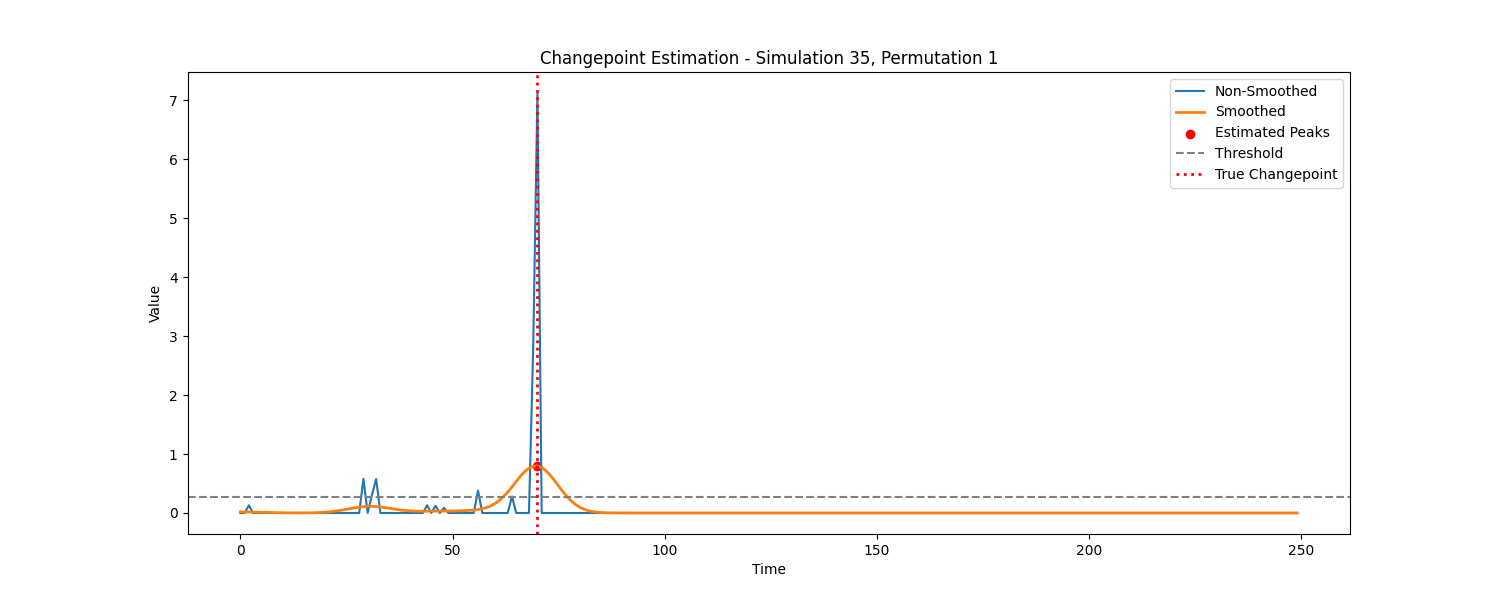 Changepoint Estimation - Simulation 35, Permutation 1
Non-Smoothed
Smoothed
Estimated Peaks
Threshold
True Changepoint
Value
7
6
5
4
3
2
1
0
0 50 100 150 200 250
Time